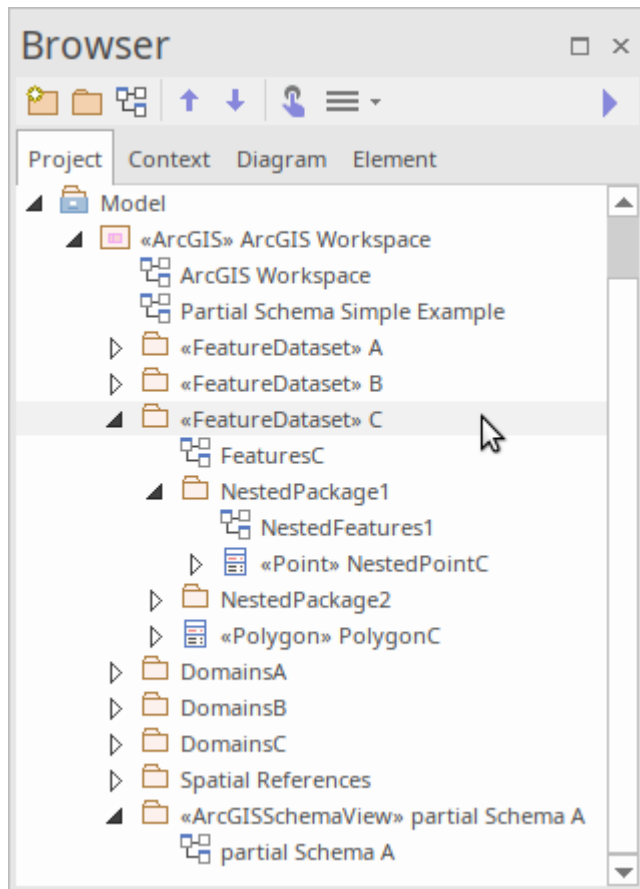 Browser
Project Context Diagram Element
Model
«ArcGIS» ArcGIS Workspace
ArcGIS Workspace
Partial Schema Simple Example
«FeatureDataset» A
«FeatureDataset» B
«FeatureDataset» C
FeaturesC
NestedPackage1
NestedFeatures1
«Point» NestedPointC
NestedPackage2
«Polygon» PolygonC
DomainsA
DomainsB
DomainsC
Spatial References
«ArcGISSchemaView» partial Schema A
partial Schema A